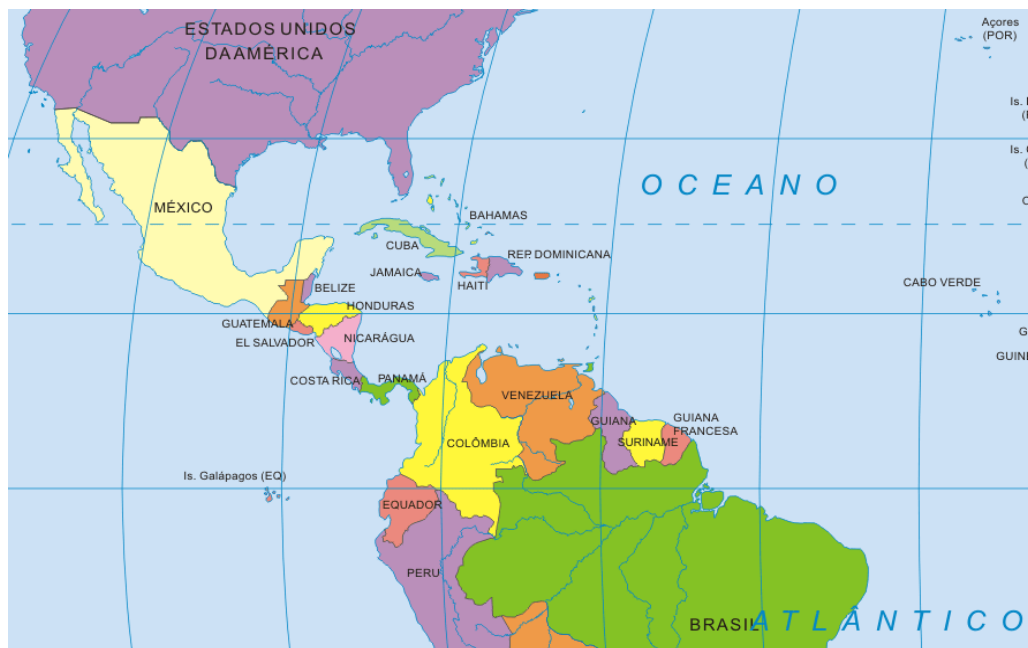 ESTADOS UNIDOS
DA AMÉRICA
Açores
(POR)
Is.
Is.
OCEANO
MÉXICO
BAHAMAS
CUBA
REP. DOMINICANA
JAMAICA
HAITI
BELIZE
CABO VERDE
HONDURAS
GUATEMALA
EL SALVADOR
NICARÁGUA
COSTA RICA
PANAMÁ
VENEZUELA
GUIANA
GUIANA
FRANCESA
SURINAME
COLÔMBIA
Is. Galápagos (EQ)
EQUADOR
PERU
BRASIL
ATLÂNTICO